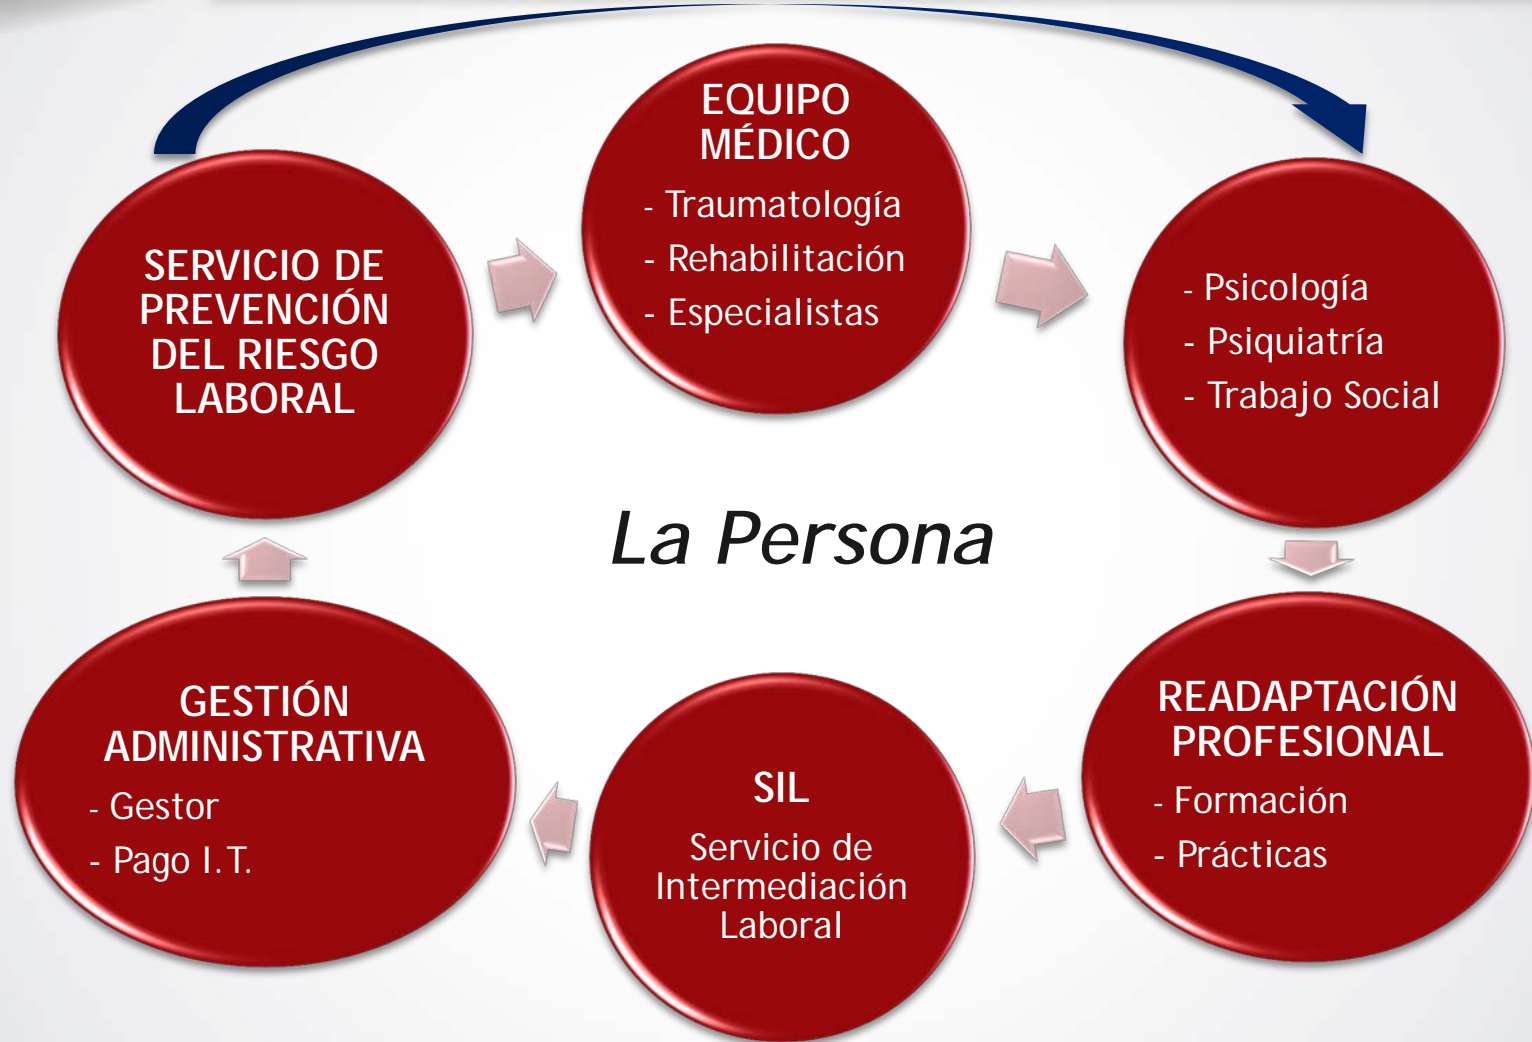 EQUIPO
MÉDICO
- Traumatología
- Rehabilitación
- Especialistas
SERVICIO DE
PREVENCIÓN
DEL RIESGO
LABORAL
- Psicología
- Psiquiatría
- Trabajo Social
La Persona
GESTIÓN
ADMINISTRATIVA
- Gestor
- Pago I.T.
SIL
Servicio de
Intermediación
Laboral
READAPTACIÓN
PROFESIONAL
- Formación
- Prácticas